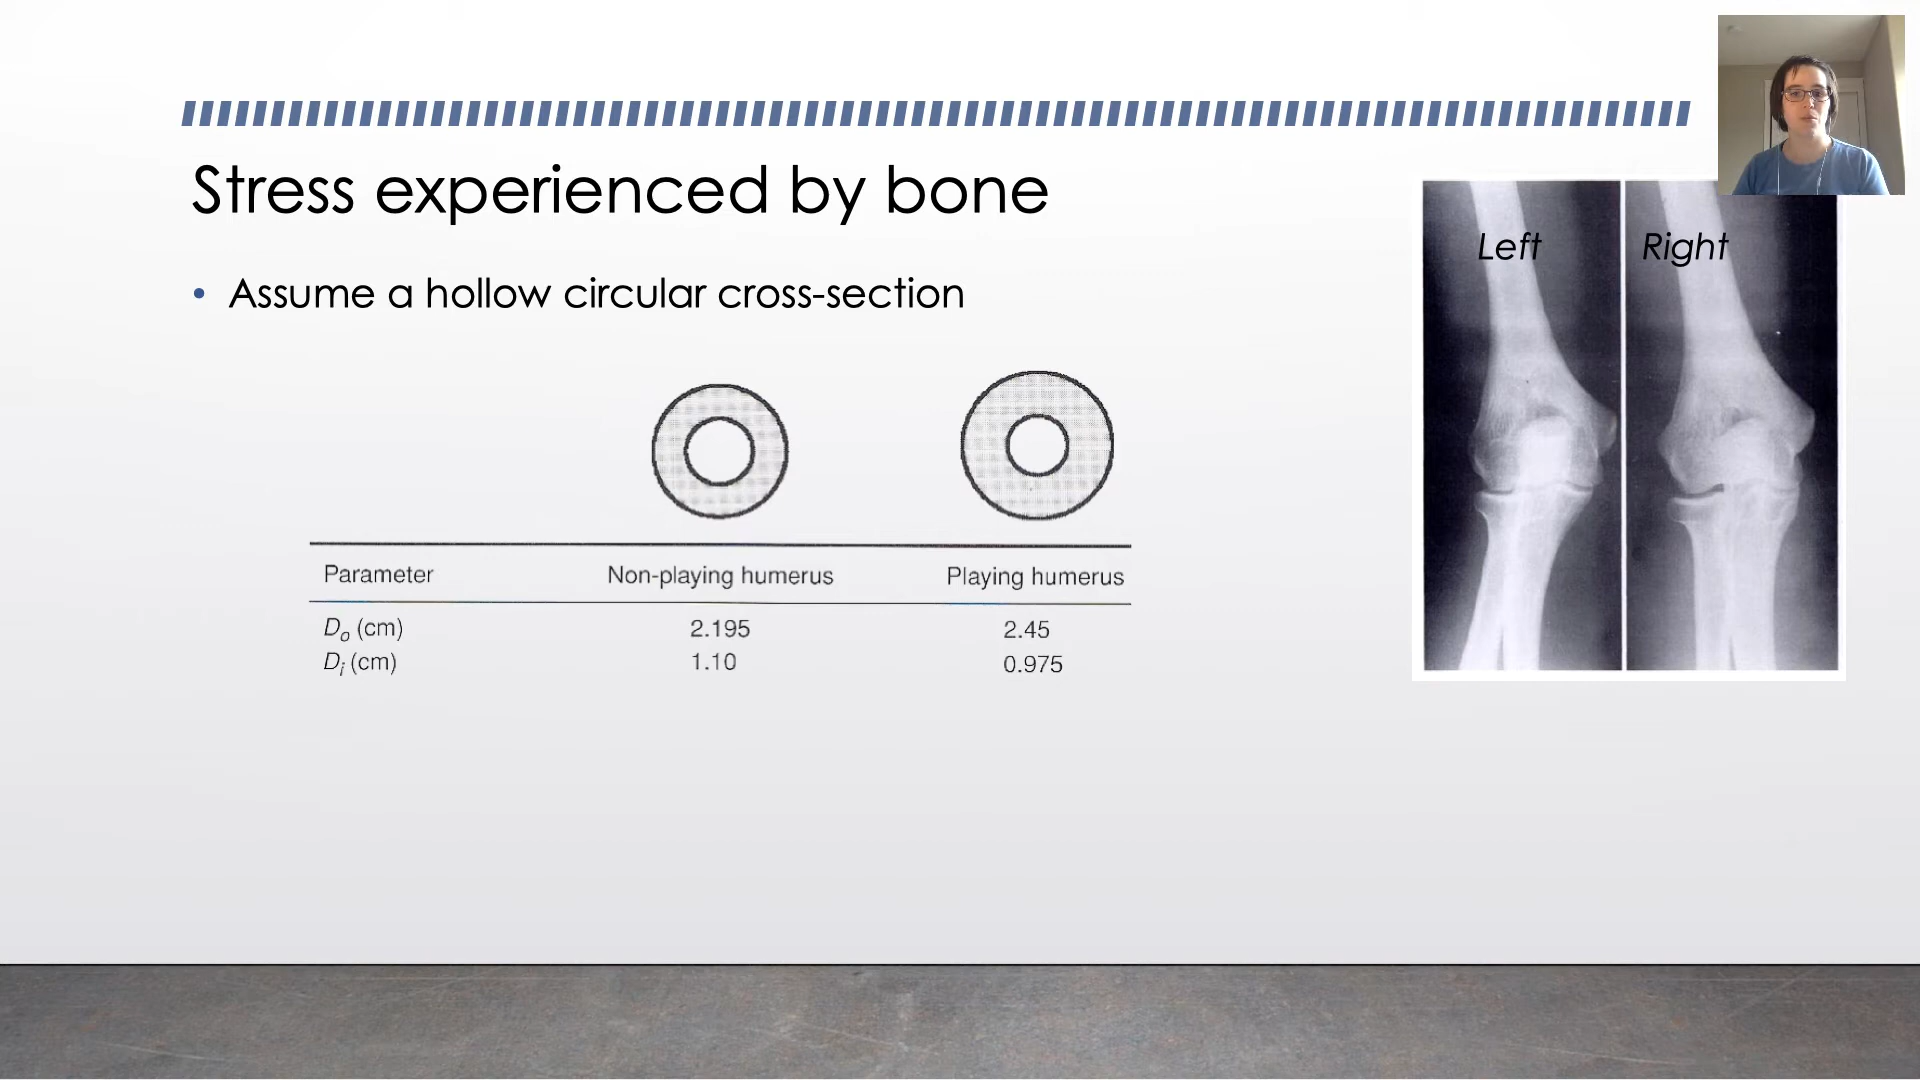 Stress experienced by bone
• Assume a hollow circular cross-section
Left Right
Parameter Non-playing humerus Playing humerus
Do (cm) 2.195 2.45
Di (cm) 1.10 0.975